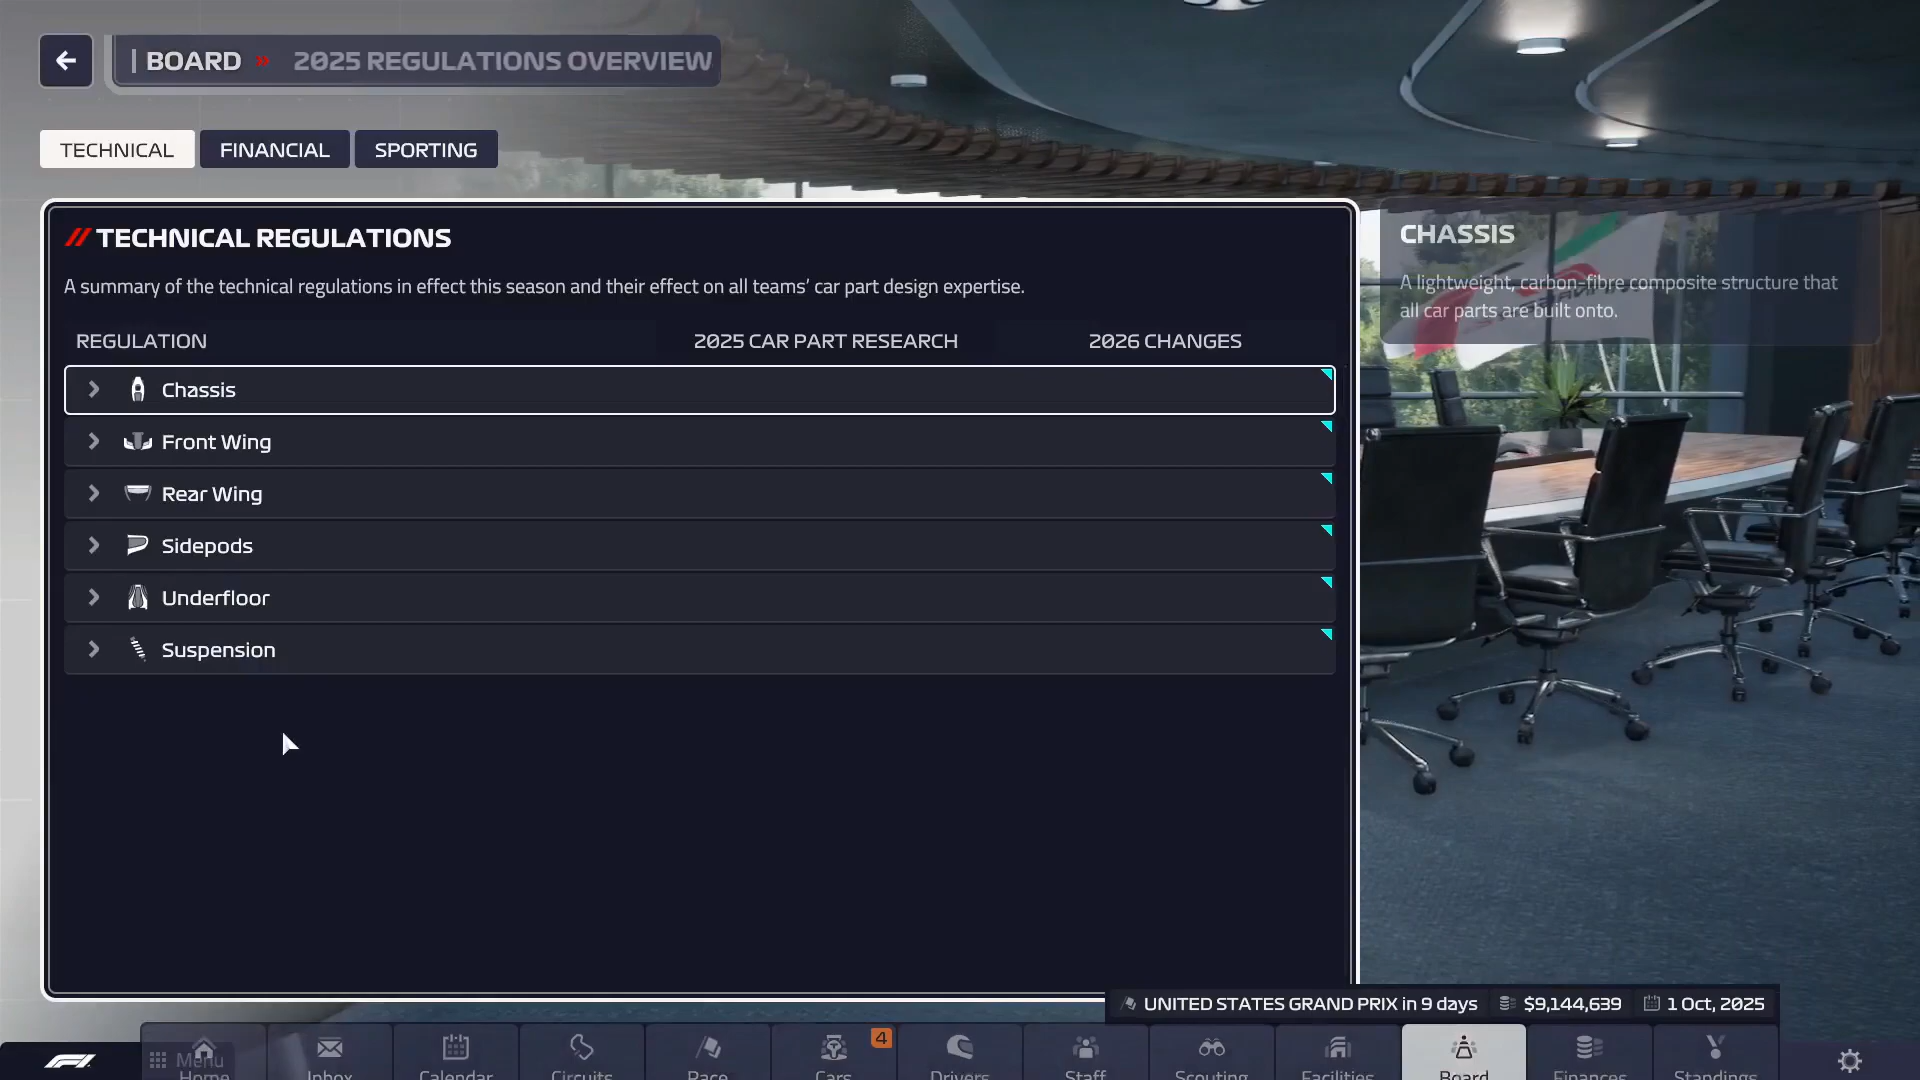 BOARD » 2025 REGULATIONS OVERVIEW
TECHNICAL FINANCIAL SPORTING
// TECHNICAL REGULATIONS
A summary of the technical regulations in effect this season and their effect on all teams' car part design expertise.
REGULATION 2025 CAR PART RESEARCH 2026 CHANGES
Chassis
Front Wing
Rear Wing
Sidepods
Underfloor
Suspension
CHASSIS
A lightweight, carbon-fibre composite structure that
all car parts are built onto.
UNITED STATES GRAND PRIX in 9 days $9,144,639 1 Oct, 2025
4
F1 Menu Home Inbox Calendar Circuits Race Cars Drivers Staff Scouting Facilities Board Finances Standings